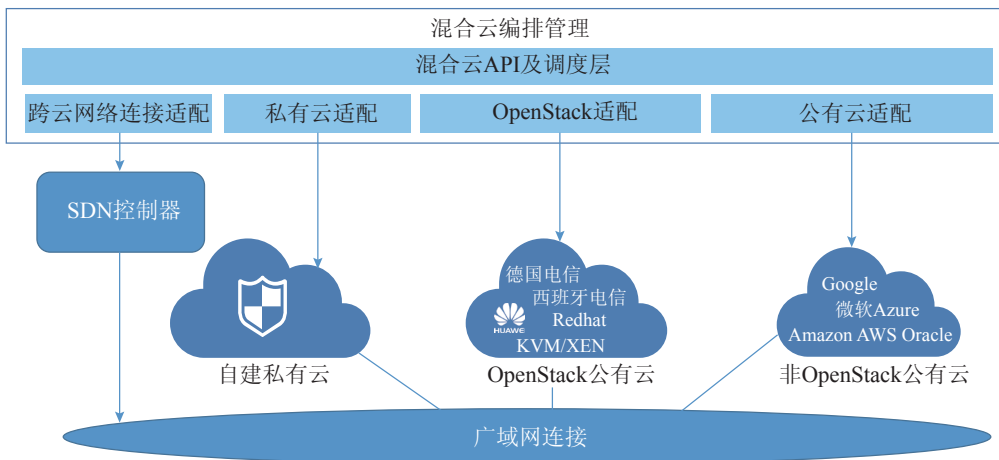 混合云编排管理
混合云API及调度层
跨云网络连接适配
私有云适配
OpenStack适配
公有云适配
SDN控制器
德国电信
西班牙电信
HUAWE
Redhat
KVM/XEN
Google
微软Azure
Amazon AWS Oracle
自建私有云
OpenStack公有云
非OpenStack公有云
广域网连接